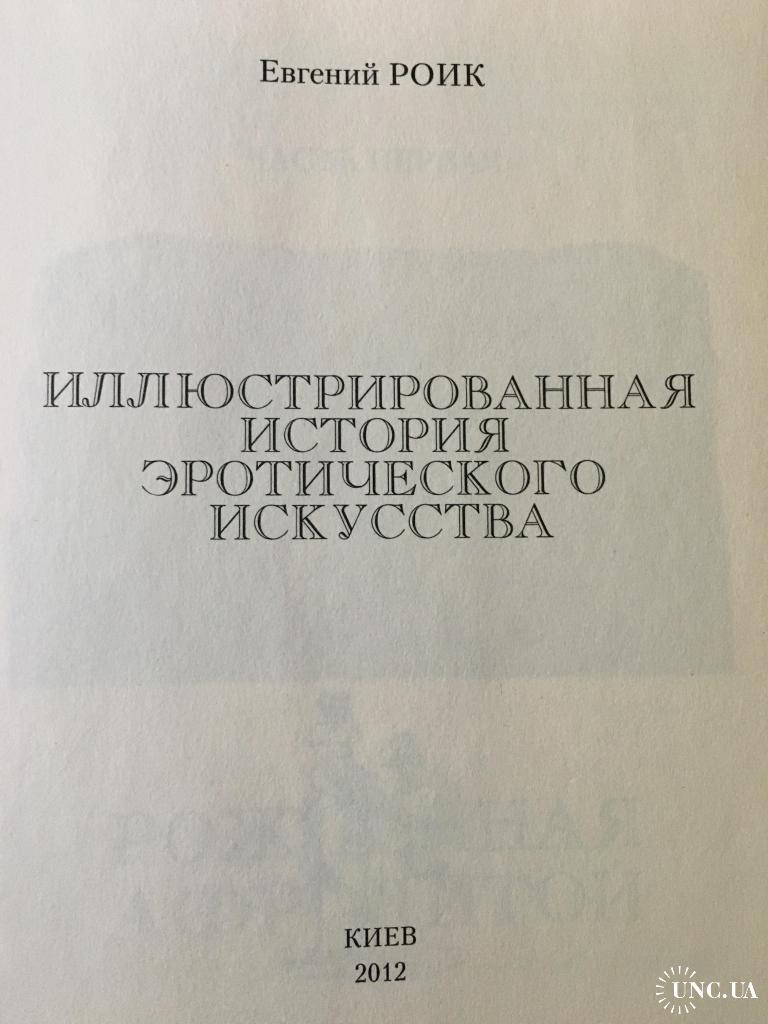 Евгений РОИК
ИЛЛЮСТРИРОВАННАЯ
ИСТОРИЯ
ЭРОТИЧЕСКОГО
ИСКУССТВА
КИЕВ
2012
UNC.UA